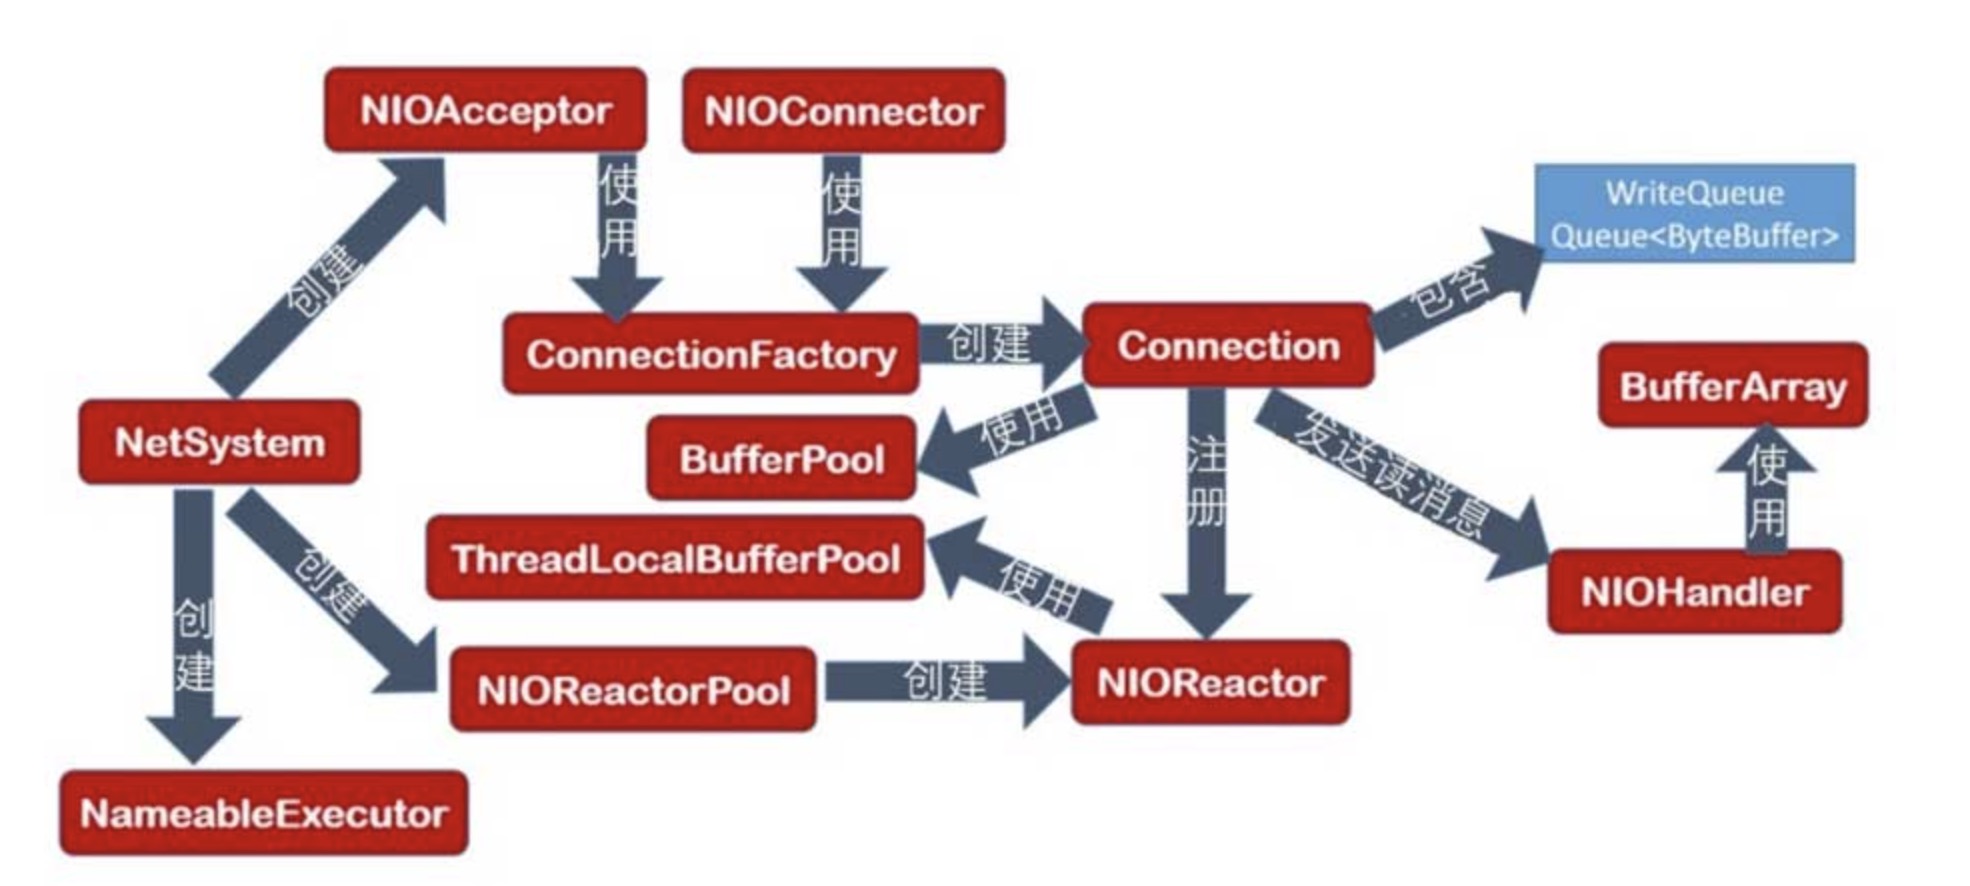 NIOAcceptor
NIOConnector
使用
使用
WriteQueue
Queue<ByteBuffer>
创建
包含
ConnectionFactory
创建
Connection
BufferArray
NetSystem
BufferPool
使用
注册
发送读消息
使用
ThreadLocalBufferPool
使用
创建
NIOHandler
创建
NIOReactorPool
创建
NIOReactor
NameableExecutor